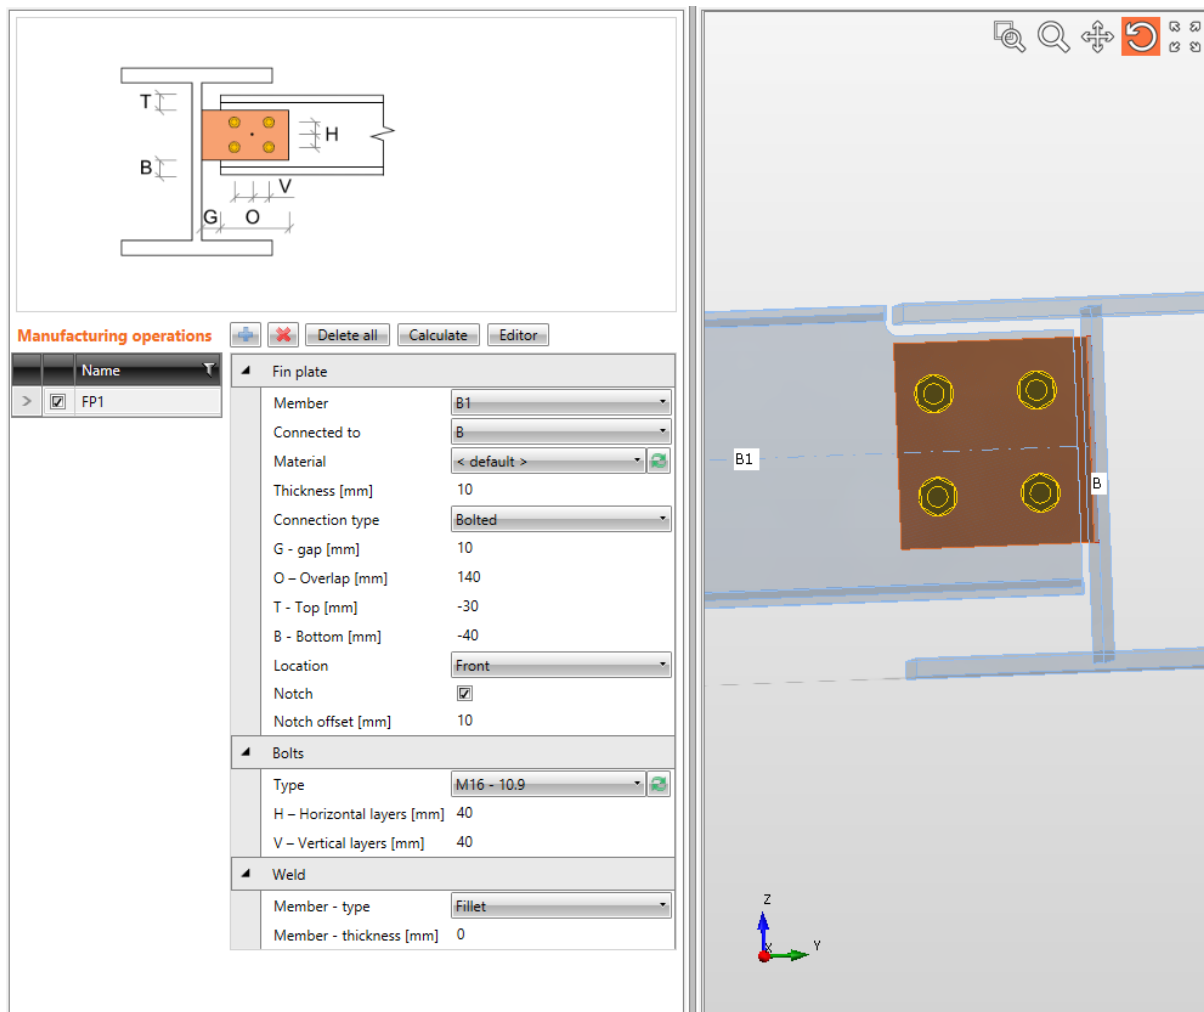 T
H
B
V
G
O
Manufacturing operations
Delete all
Calculate
Editor
Name
FP1
Fin plate
Member B1
Connected to B
Material < default >
Thickness [mm] 10
Connection type Bolted
G - gap [mm] 10
O – Overlap [mm] 140
T - Top [mm] -30
B - Bottom [mm] -40
Location Front
Notch
Notch offset [mm] 10
Bolts
Type M16 - 10.9
H – Horizontal layers [mm] 40
V – Vertical layers [mm] 40
Weld
Member - type Fillet
Member - thickness [mm] 0
B1
B
Z
X
Y